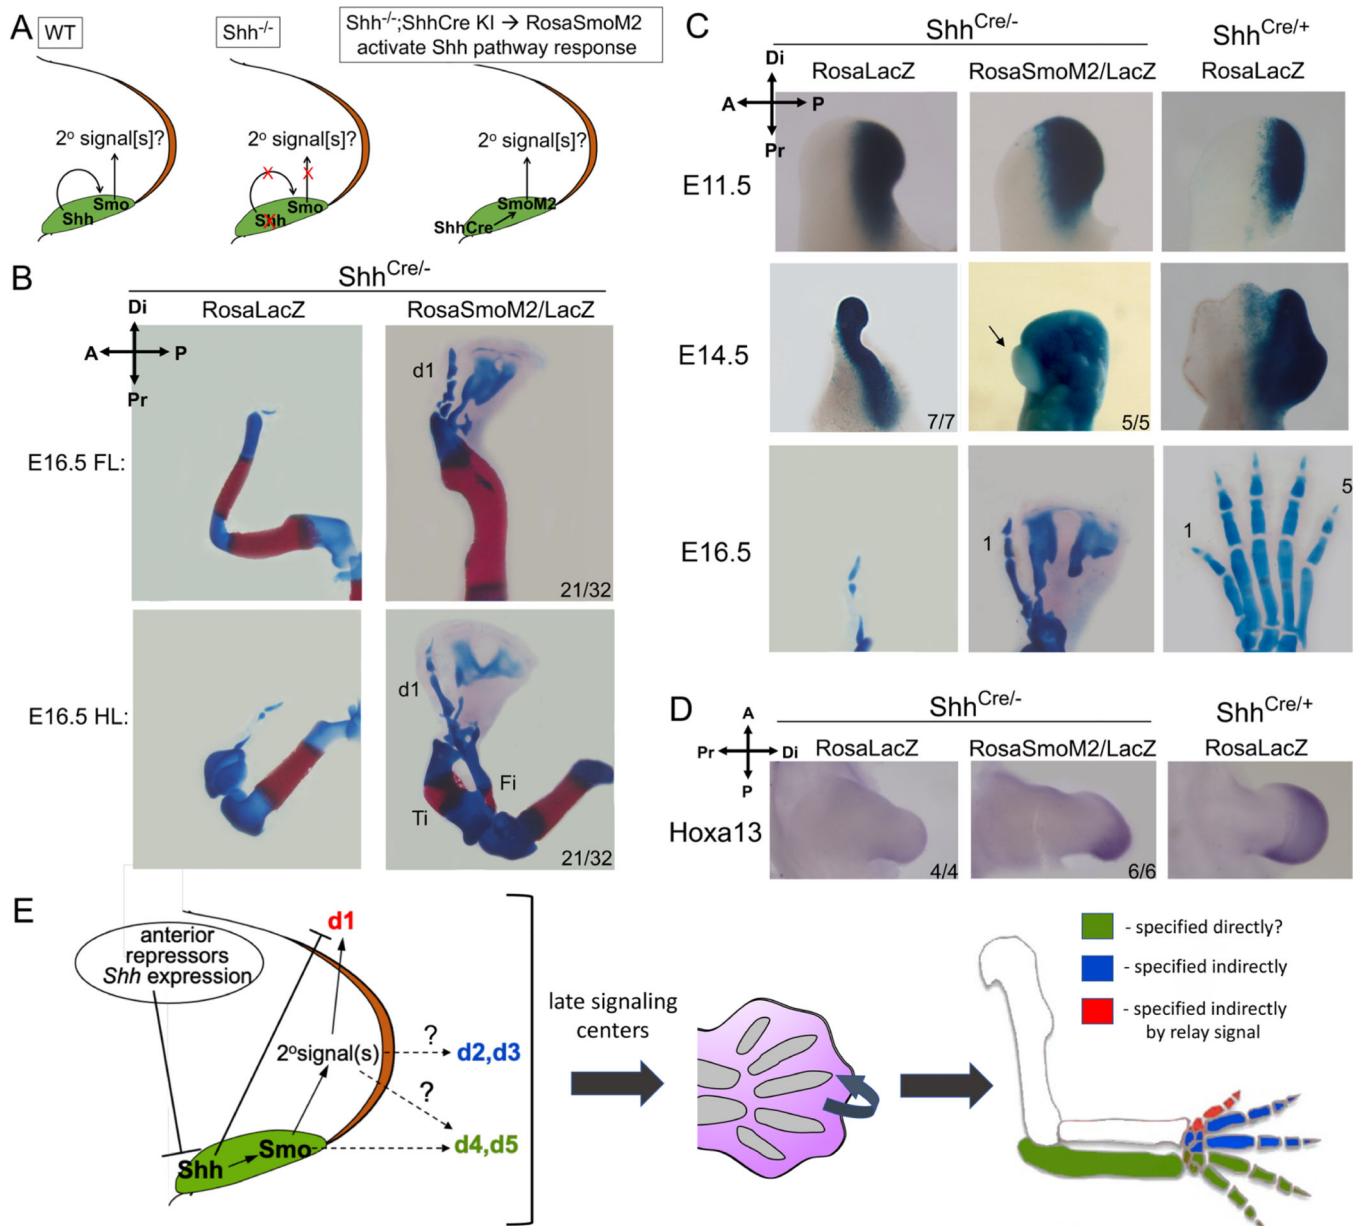 A
WT
Shh-/-
Shh-/-;ShhCre KI → RosaSmoM2
activate Shh pathway response
2o signal[s]?
Smo
Shh
2o signal[s]?
Smo
Shh
2o signal[s]?
SmoM2
ShhCre
B
ShhCre/-
RosaLacZ
RosaSmoM2/LacZ
Di
A
P
Pr
d1
E16.5 FL:
21/32
E16.5 HL:
d1
Fi
Ti
21/32
C
ShhCre/-
ShhCre/+
Di
RosaLacZ
RosaSmoM2/LacZ
RosaLacZ
A
P
Pr
E11.5
E14.5
7/7
5/5
E16.5
1
1
5
D
ShhCre/-
ShhCre/+
A
Pr
Di
P
RosaLacZ
RosaSmoM2/LacZ
RosaLacZ
Hoxa13
4/4
6/6
E
anterior
repressors
Shh expression
d1
2osignal(s)
?
d2,d3
?
d4,d5
Smo
Shh
late signaling
centers
- specified directly?
- specified indirectly
- specified indirectly
by relay signal